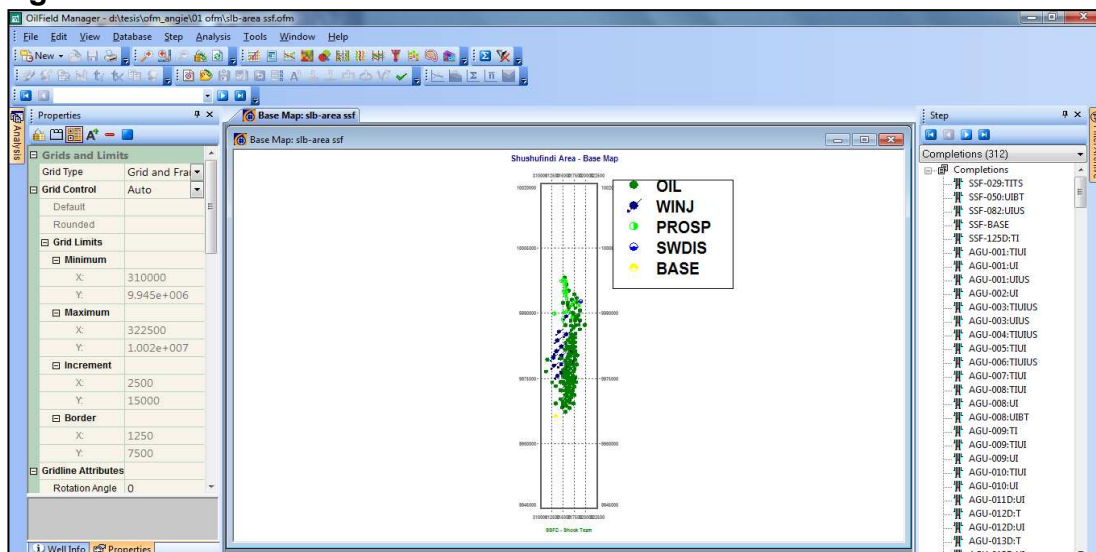 OilField Manager - d:\tesis\ofm_angie\01 ofm\slb-area ssf.ofm
File Edit View Database Step Analysis Tools Window Help
New
Analysis
Properties
Grids and Limits
Grid Type Grid and Fra
Grid Control Auto
Default
Rounded
Grid Limits
Minimum
X: 310000
Y: 9.945e+006
Maximum
X: 322500
Y: 1.002e+007
Increment
X: 2500
Y: 15000
Border
X: 1250
Y: 7500
Gridline Attributes
Rotation Angle 0
Well Info Properties
Base Map: slb-area ssf
Base Map: slb-area ssf
Shushufindi Area - Base Map
OIL
WINJ
PROSP
SWDIS
BASE
Step
Completions (312)
Completions
SSF-029:TITS
SSF-050:UIBT
SSF-082:UIUS
SSF-BASE
SSF-125D:TI
AGU-001:TIUI
AGU-001:UI
AGU-001:UIUS
AGU-002:UI
AGU-003:TIUIUS
AGU-003:UIUS
AGU-004:TIUIUS
AGU-005:TIUI
AGU-006:TIUIUS
AGU-007:TIUI
AGU-008:TIUI
AGU-008:UI
AGU-008:UIBT
AGU-009:TI
AGU-009:TIUI
AGU-009:UI
AGU-010:TIUI
AGU-010:UI
AGU-011D:UI
AGU-012D:T
AGU-012D:UI
AGU-013D:T